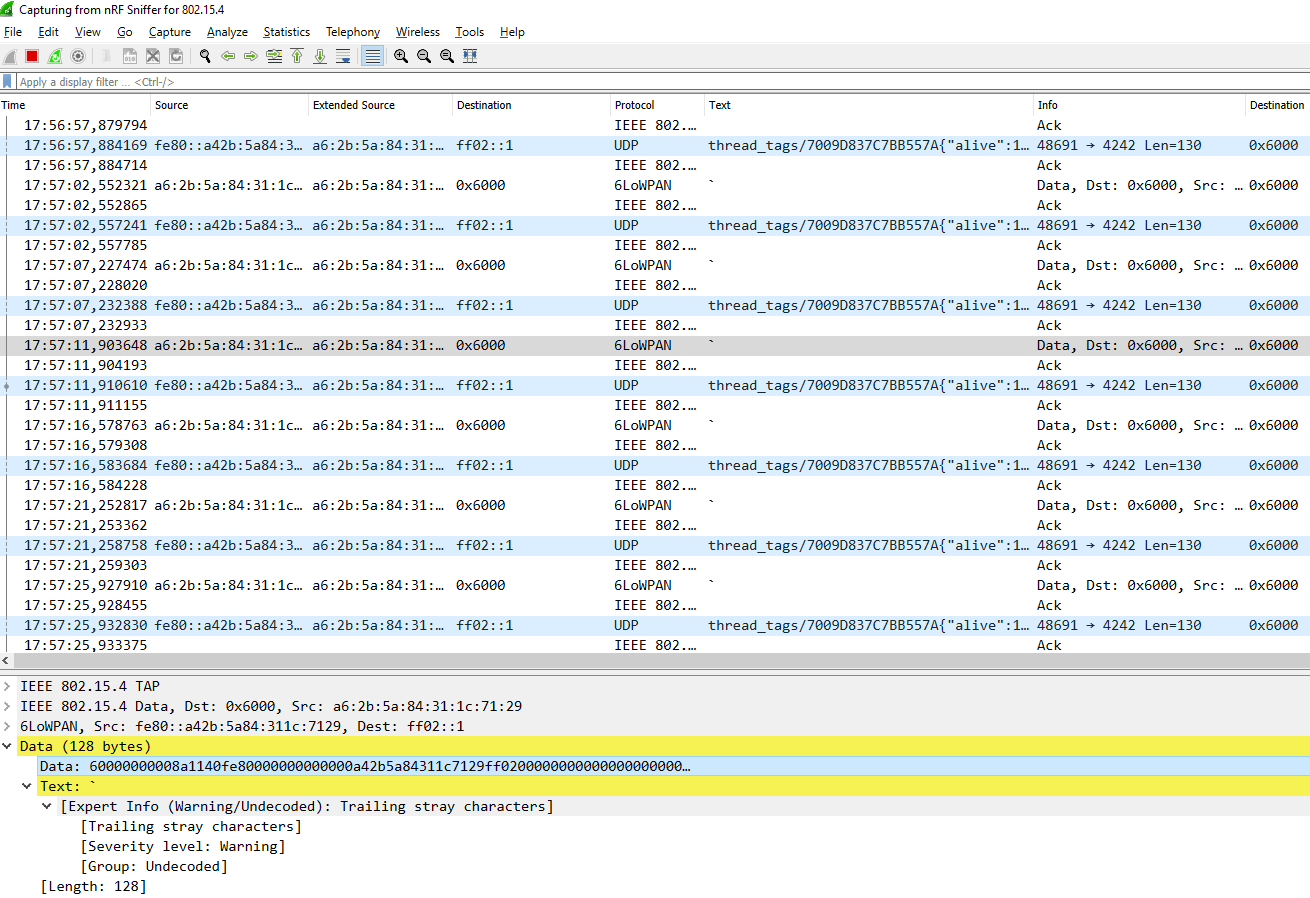 Capturing from nRF Sniffer for 802.15.4
File Edit View Go Capture Analyze Statistics Telephony Wireless Tools Help
Apply a display filter ... <Ctrl-/>
Time Source Extended Source Destination Protocol Text Info Destination
17:56:57,879794 IEEE 802.… Ack
17:56:57,884169 fe80::a42b:5a84:3… a6:2b:5a:84:31:… ff02::1 UDP thread_tags/7009D837C7BB557A{"alive":1… 48691 → 4242 Len=130 0x6000
17:56:57,884714 IEEE 802.… Ack
17:57:02,552321 a6:2b:5a:84:31:1c… a6:2b:5a:84:31:… 0x6000 6LoWPAN ` Data, Dst: 0x6000, Src: … 0x6000
17:57:02,552865 IEEE 802.… Ack
17:57:02,557241 fe80::a42b:5a84:3… a6:2b:5a:84:31:… ff02::1 UDP thread_tags/7009D837C7BB557A{"alive":1… 48691 → 4242 Len=130 0x6000
17:57:02,557785 IEEE 802.… Ack
17:57:07,227474 a6:2b:5a:84:31:1c… a6:2b:5a:84:31:… 0x6000 6LoWPAN ` Data, Dst: 0x6000, Src: … 0x6000
17:57:07,228020 IEEE 802.… Ack
17:57:07,232388 fe80::a42b:5a84:3… a6:2b:5a:84:31:… ff02::1 UDP thread_tags/7009D837C7BB557A{"alive":1… 48691 → 4242 Len=130 0x6000
17:57:07,232933 IEEE 802.… Ack
17:57:11,903648 a6:2b:5a:84:31:1c… a6:2b:5a:84:31:… 0x6000 6LoWPAN ` Data, Dst: 0x6000, Src: … 0x6000
17:57:11,904193 IEEE 802.… Ack
17:57:11,910610 fe80::a42b:5a84:3… a6:2b:5a:84:31:… ff02::1 UDP thread_tags/7009D837C7BB557A{"alive":1… 48691 → 4242 Len=130 0x6000
17:57:11,911155 IEEE 802.… Ack
17:57:16,578763 a6:2b:5a:84:31:1c… a6:2b:5a:84:31:… 0x6000 6LoWPAN ` Data, Dst: 0x6000, Src: … 0x6000
17:57:16,579308 IEEE 802.… Ack
17:57:16,583684 fe80::a42b:5a84:3… a6:2b:5a:84:31:… ff02::1 UDP thread_tags/7009D837C7BB557A{"alive":1… 48691 → 4242 Len=130 0x6000
17:57:16,584228 IEEE 802.… Ack
17:57:21,252817 a6:2b:5a:84:31:1c… a6:2b:5a:84:31:… 0x6000 6LoWPAN ` Data, Dst: 0x6000, Src: … 0x6000
17:57:21,253362 IEEE 802.… Ack
17:57:21,258758 fe80::a42b:5a84:3… a6:2b:5a:84:31:… ff02::1 UDP thread_tags/7009D837C7BB557A{"alive":1… 48691 → 4242 Len=130 0x6000
17:57:21,259303 IEEE 802.… Ack
17:57:25,927910 a6:2b:5a:84:31:1c… a6:2b:5a:84:31:… 0x6000 6LoWPAN ` Data, Dst: 0x6000, Src: … 0x6000
17:57:25,928455 IEEE 802.… Ack
17:57:25,932830 fe80::a42b:5a84:3… a6:2b:5a:84:31:… ff02::1 UDP thread_tags/7009D837C7BB557A{"alive":1… 48691 → 4242 Len=130 0x6000
17:57:25,933375 IEEE 802.… Ack
IEEE 802.15.4 TAP
IEEE 802.15.4 Data, Dst: 0x6000, Src: a6:2b:5a:84:31:1c:71:29
6LoWPAN, Src: fe80::a42b:5a84:311c:7129, Dest: ff02::1
Data (128 bytes)
Data: 60000000008a1140fe80000000000000a42b5a84311c7129ff0200000000000000000000…
Text: `
[Expert Info (Warning/Undecoded): Trailing stray characters]
[Trailing stray characters]
[Severity level: Warning]
[Group: Undecoded]
[Length: 128]